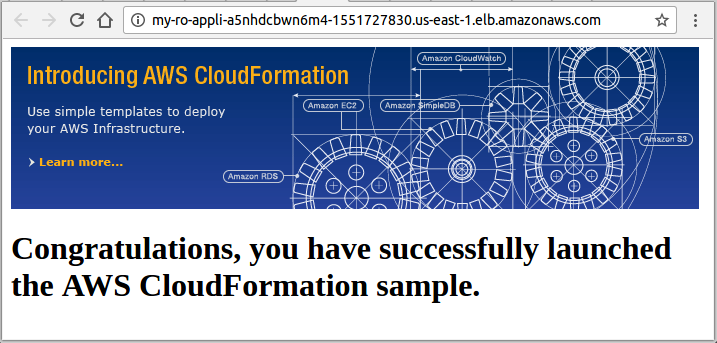 my-ro-appli-a5nhdcbwn6m4-1551727830.us-east-1.elb.amazonaws.com
Introducing AWS CloudFormation
Use simple templates to deploy
your AWS Infrastructure.
Learn more...
Amazon CloudWatch
Amazon EC2
Amazon SimpleDB
Amazon S3
Amazon RDS
Congratulations, you have successfully launched
the AWS CloudFormation sample.